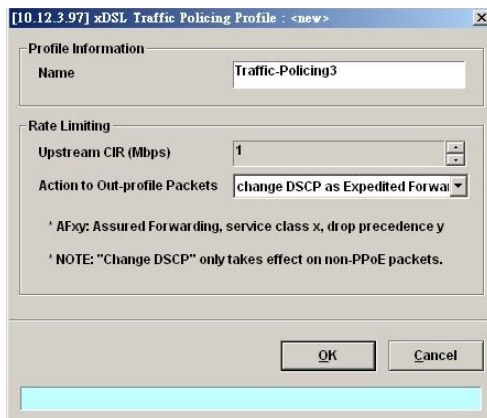 [10.12.3.97] xDSL Traffic Policing Profile : <new>
Profile Information
Name
Traffic-Policing3
Rate Limiting
Upstream CIR (Mbps)
1
Action to Out-profile Packets
change DSCP as Expedited Forwar
* AFxy: Assured Forwarding, service class x, drop precedence y
* NOTE: "Change DSCP" only takes effect on non-PPoE packets.
OK
Cancel